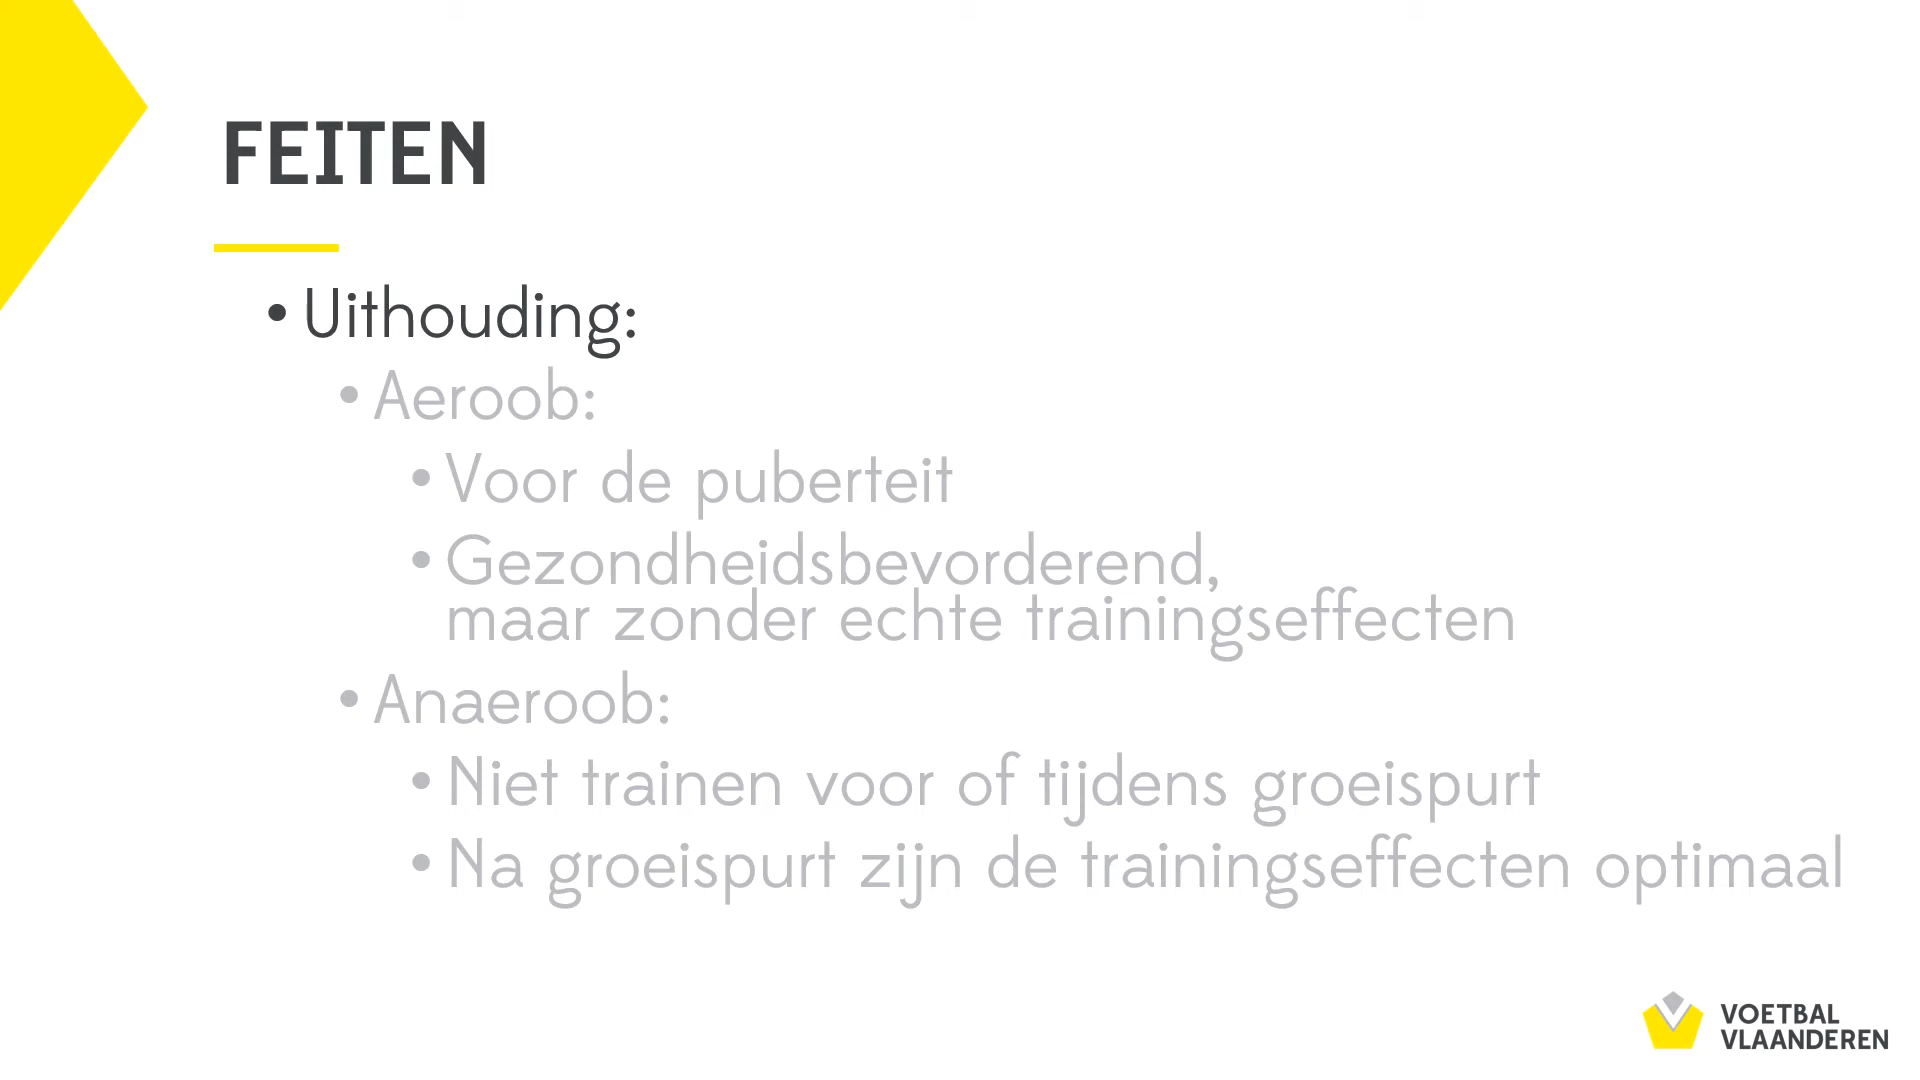 FEITEN
• Uithouding:
• Aeroob:
• Voor de puberteit
• Gezondheidsbevorderend,
maar zonder echte trainingseffecten
• Anaeroob:
• Niet trainen voor of tijdens groeispurt
• Na groeispurt zijn de trainingseffecten optimaal
VOETBAL
VLAANDEREN